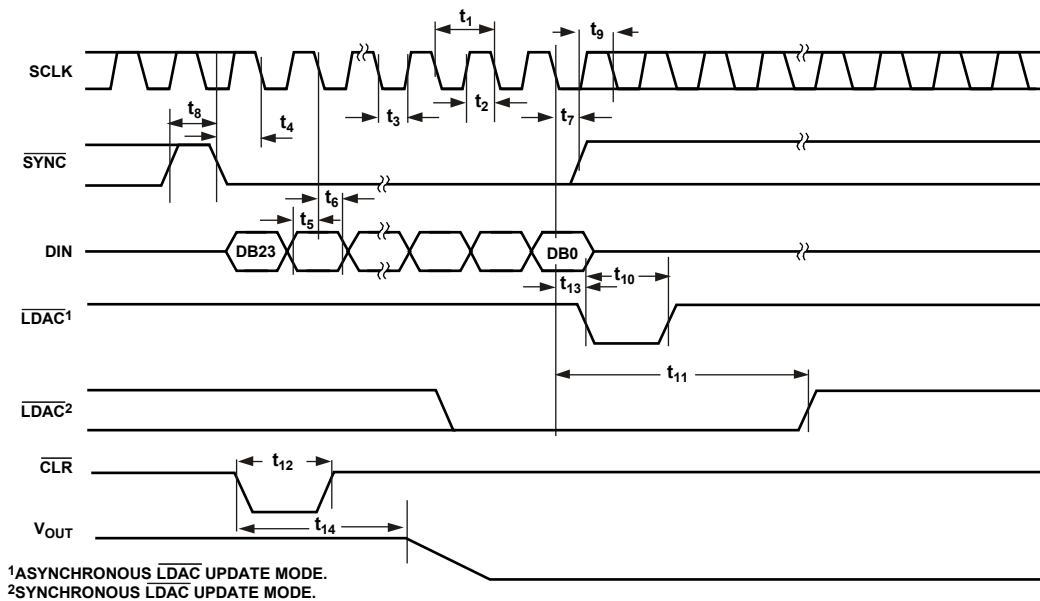 t1
t9
SCLK
t2
t3
t7
t8
t4
SYNC
t6
t5
DIN
DB23
DB0
t10
t13
LDAC1
t11
LDAC2
t12
CLR
t14
VOUT
1ASYNCHRONOUS LDAC UPDATE MODE.
2SYNCHRONOUS LDAC UPDATE MODE.